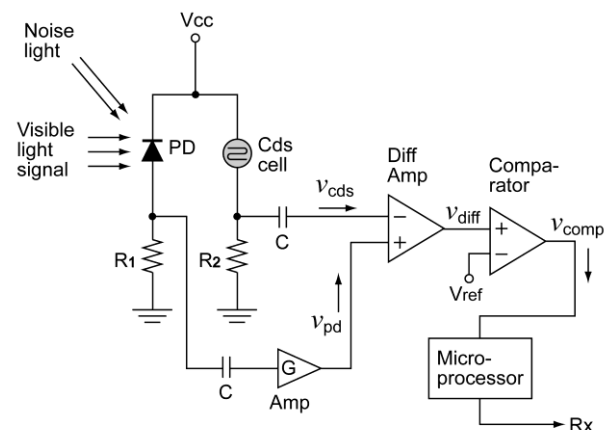 Noise
light
Vcc
Visible
light
signal
PD
Cds
cell
Diff
Amp
Compa-
rator
vcds
vdiff
vcomp
C
R1
R2
Vref
vpd
G
C
Amp
Micro-
processor
Rx